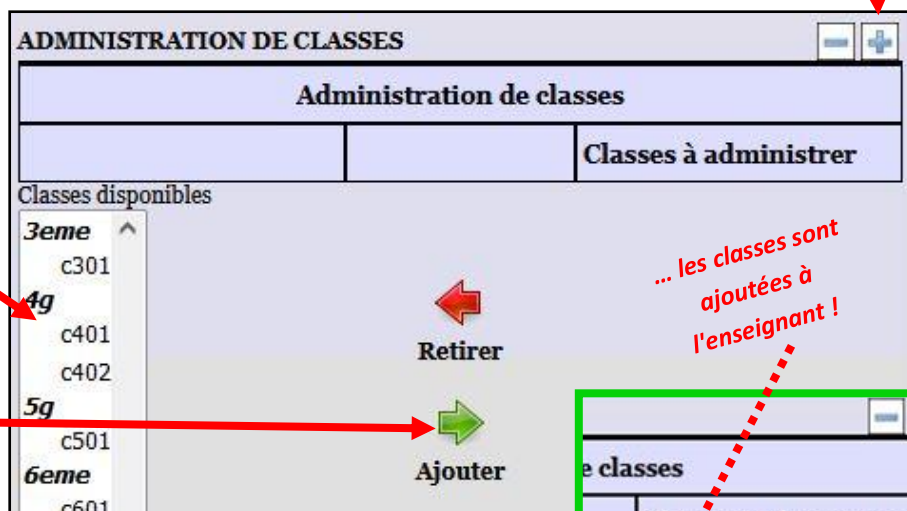 ADMINISTRATION DE CLASSES
Administration de classes
Classes à administrer
Classes disponibles
3eme
c301
4g
c401
c402
5g
c501
6eme
c601
Retirer
Ajouter
... les classes sont
ajoutées à
l'enseignant !
e classes